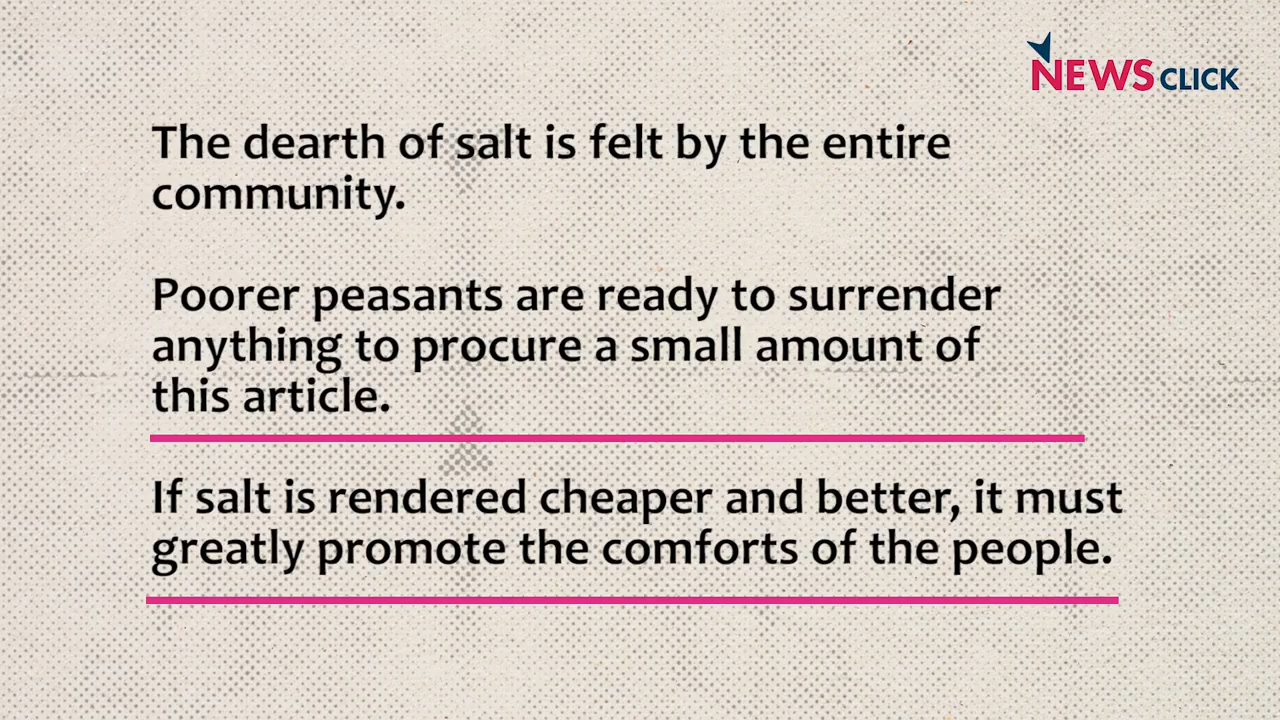 NEWSCLICK
The dearth of salt is felt by the entire
community.
Poorer peasants are ready to surrender
anything to procure a small amount of
this article.
If salt is rendered cheaper and better, it must
greatly promote the comforts of the people.